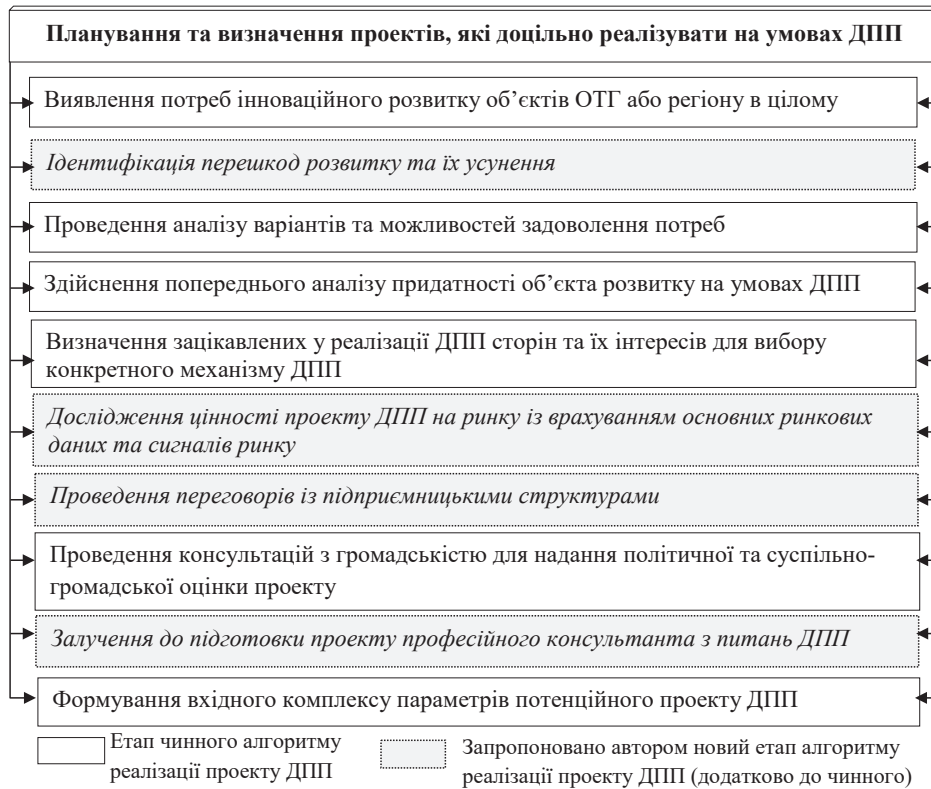 Планування та визначення проектів, які доцільно реалізувати на умовах ДПП
Виявлення потреб інноваційного розвитку об’єктів ОТГ або регіону в цілому
Ідентифікація перешкод розвитку та їх усунення
Проведення аналізу варіантів та можливостей задоволення потреб
Здійснення попереднього аналізу придатності об’єкта розвитку на умовах ДПП
Визначення зацікавлених у реалізації ДПП сторін та їх інтересів для вибору
конкретного механізму ДПП
Дослідження цінності проекту ДПП на ринку із врахуванням основних ринкових
даних та сигналів ринку
Проведення переговорів із підприємницькими структурами
Проведення консультацій з громадськістю для надання політичної та суспільно-
громадської оцінки проекту
Залучення до підготовки проекту професійного консультанта з питань ДПП
Формування вхідного комплексу параметрів потенційного проекту ДПП
Етап чинного алгоритму
реалізації проекту ДПП
Запропоновано автором новий етап алгоритму
реалізації проекту ДПП (додатково до чинного)